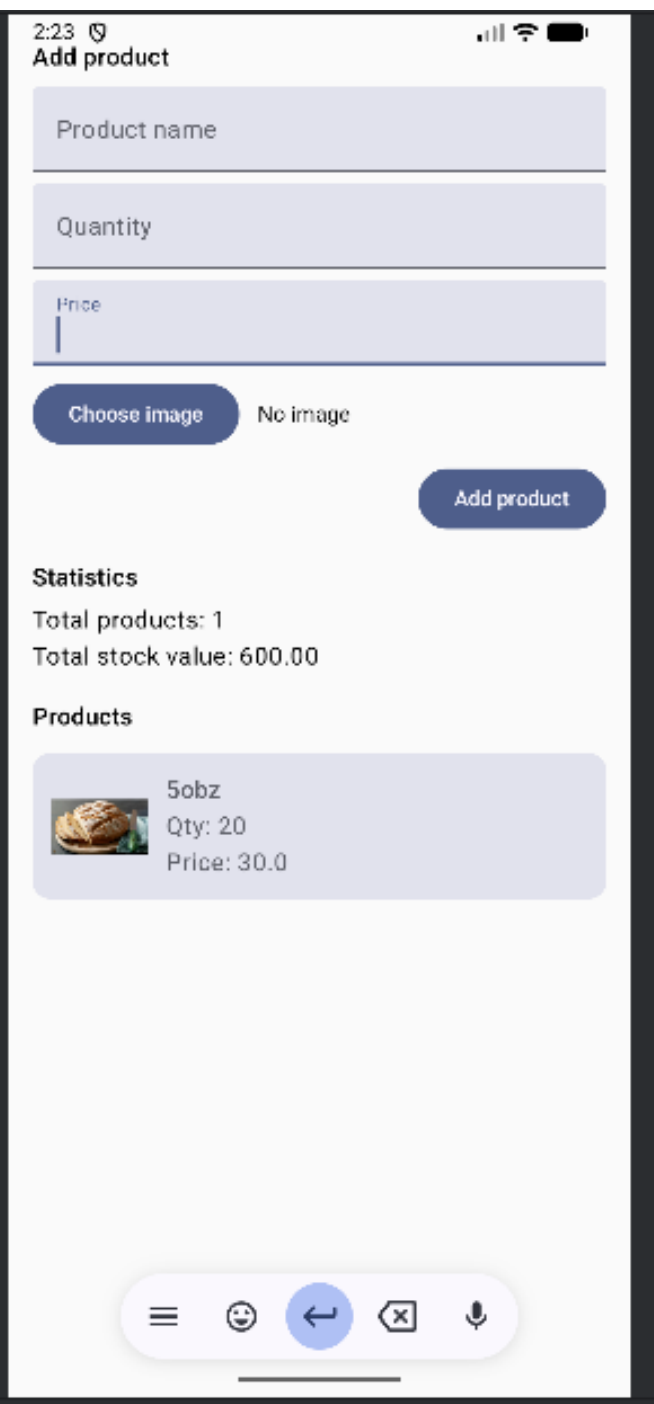 2:23
Add product
Product name
Quantity
Price
Choose image
No image
Add product
Statistics
Total products: 1
Total stock value: 600.00
Products
5obz
Qty: 20
Price: 30.0